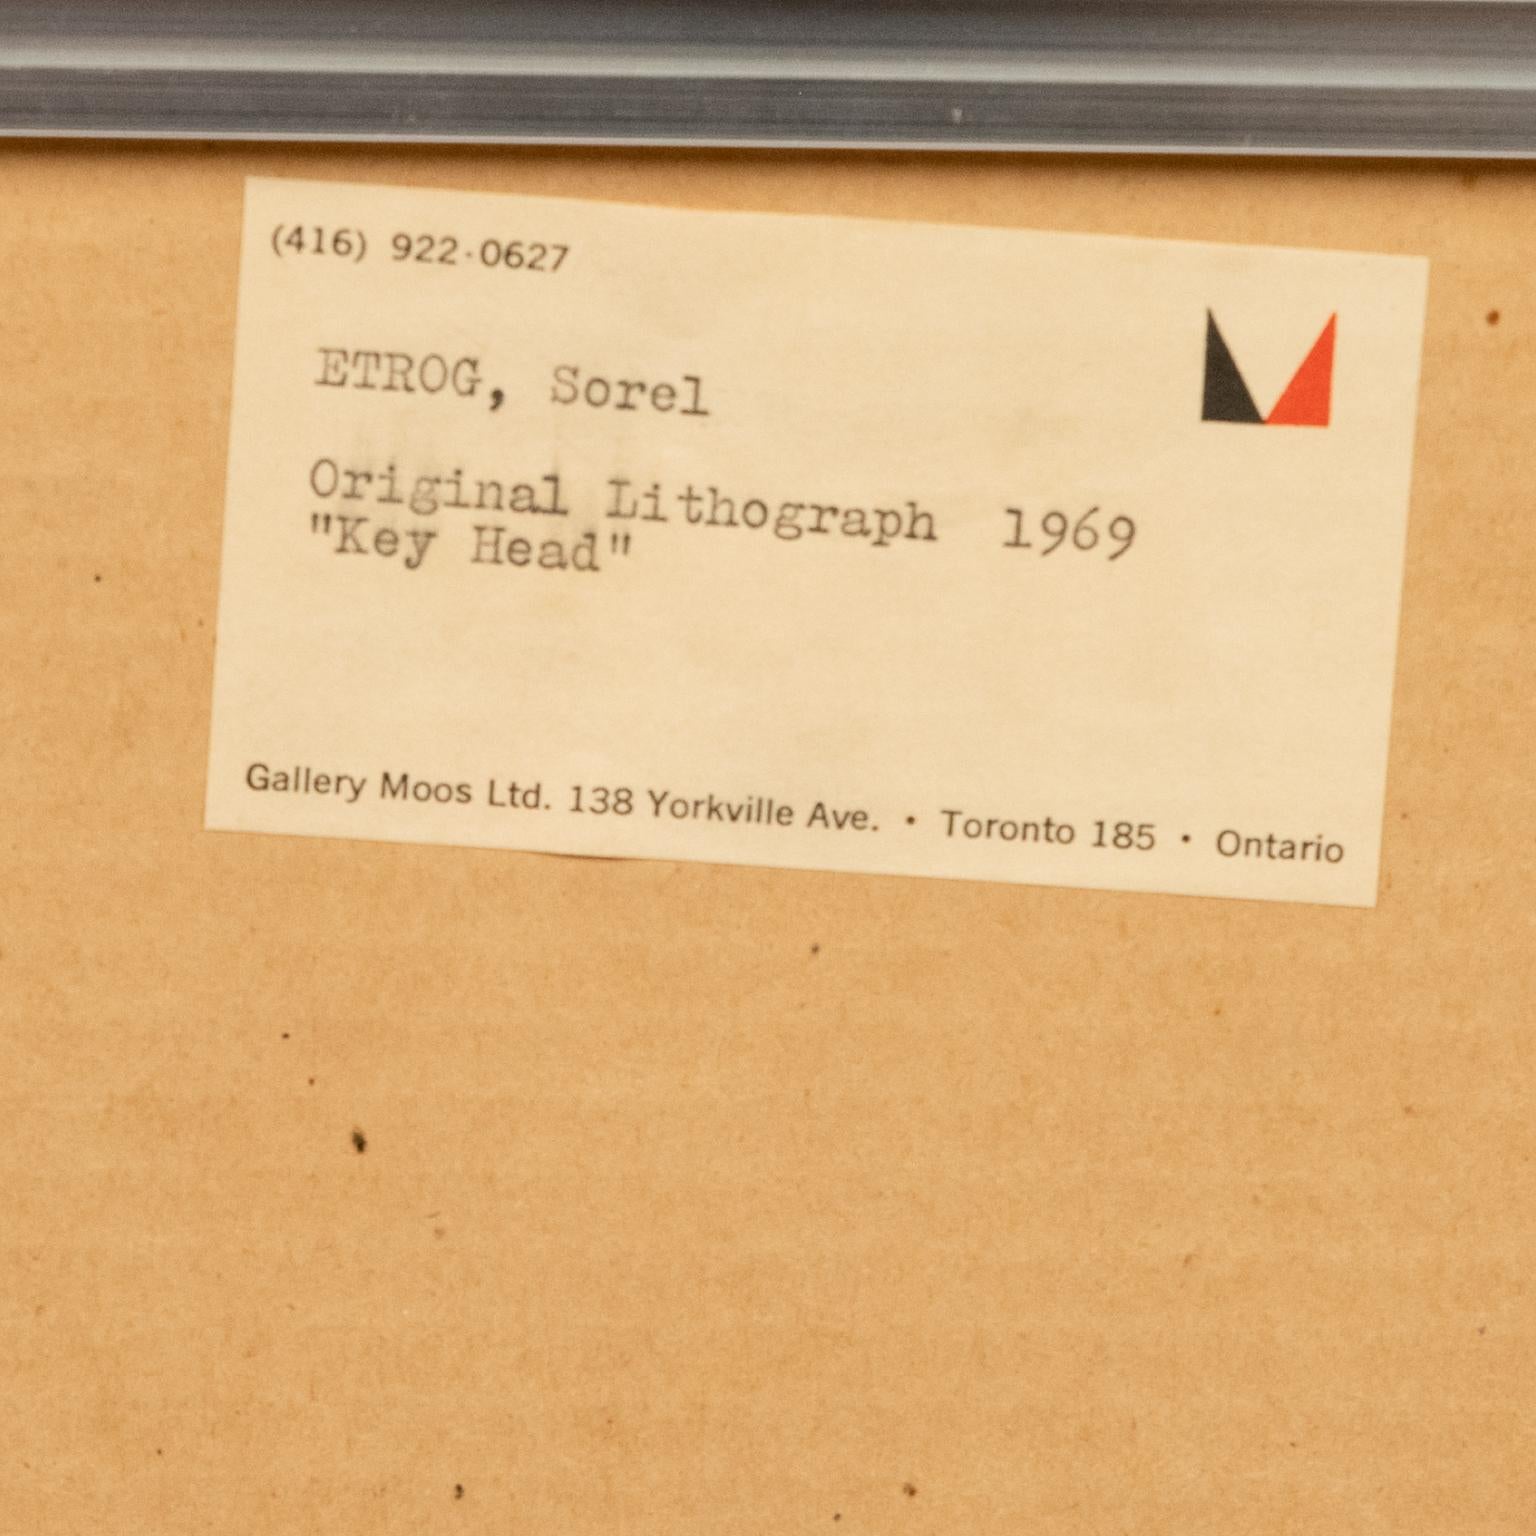 (416) 922·0627
ETROG, Sorel
Original Lithograph 1969
"Key Head"
Gallery Moos Ltd. 138 Yorkville Ave. • Toronto 185 • Ontario